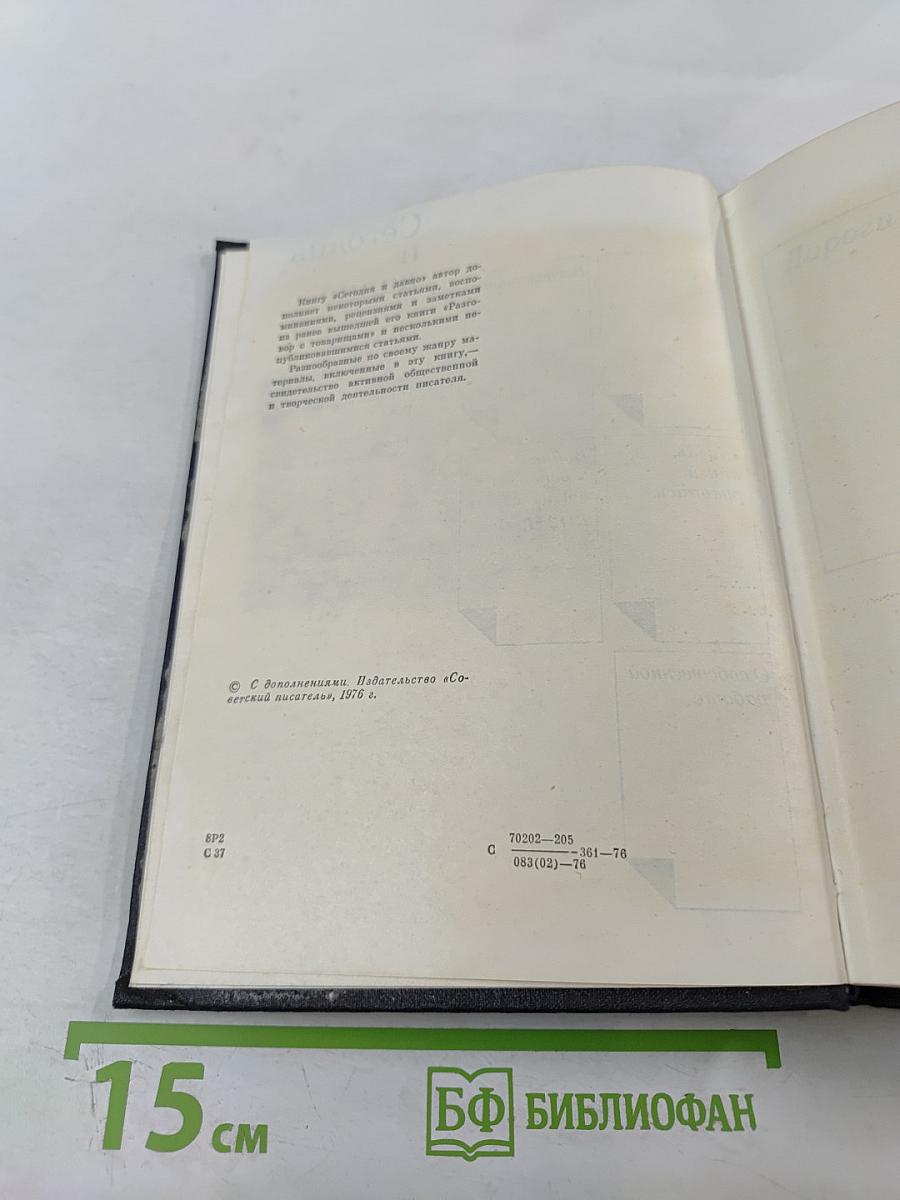 Книгу «Сегодня и давно» автор до-
полняет некоторыми статьями, воспо-
минаниями, рецензиями и заметками
из ранее вышедшей его книги «Разго-
вор с товарищами» и несколькими не-
публиковавшимися статьями.
Разнообразные по своему жанру ма-
териалы, включенные в эту книгу,—
свидетельство активной общественной
и творческой деятельности писателя.
© С дополнениями. Издательство «Со-
ветский писатель», 1976 г.
8Р2
С 37
С 70202—205
083(02)—76 —361—76
15 см
БФ БИБЛИОФАН